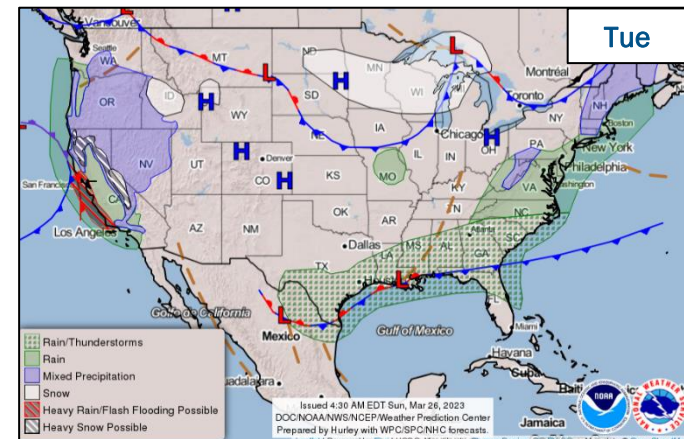 Tue
Vancouver
Seattle
WA
MT
ND
MN
Montréal
L
L
L
H
H
OR
ID
SD
WI
Toronto
NH
H
WY
NE
IA
Chicago
H
OH
NY
Boston
PA
New York
Philadelphia
NV
UT
H
Denver
CO
H
KS
MO
IL
IN
KY
VA
Washington
San Francisco
CA
Los Angeles
AZ
NM
OK
AR
TN
NC
Dallas
MS
AL
Atlanta
SC
GA
TX
LA
L
FL
Golfo de California
L
Mexico
Gulf of Mexico
Miami
Havana
Cuba
Jamaica
Rain/Thunderstorms
Rain
Mixed Precipitation
Snow
Heavy Rain/Flash Flooding Possible
Heavy Snow Possible
Issued 4:30 AM EDT Sun, Mar 26, 2023
DOC/NOAA/NWS/NCEP/Weather Prediction Center
Prepared by Hurley with WPC/SPC/NHC forecasts.
NOAA